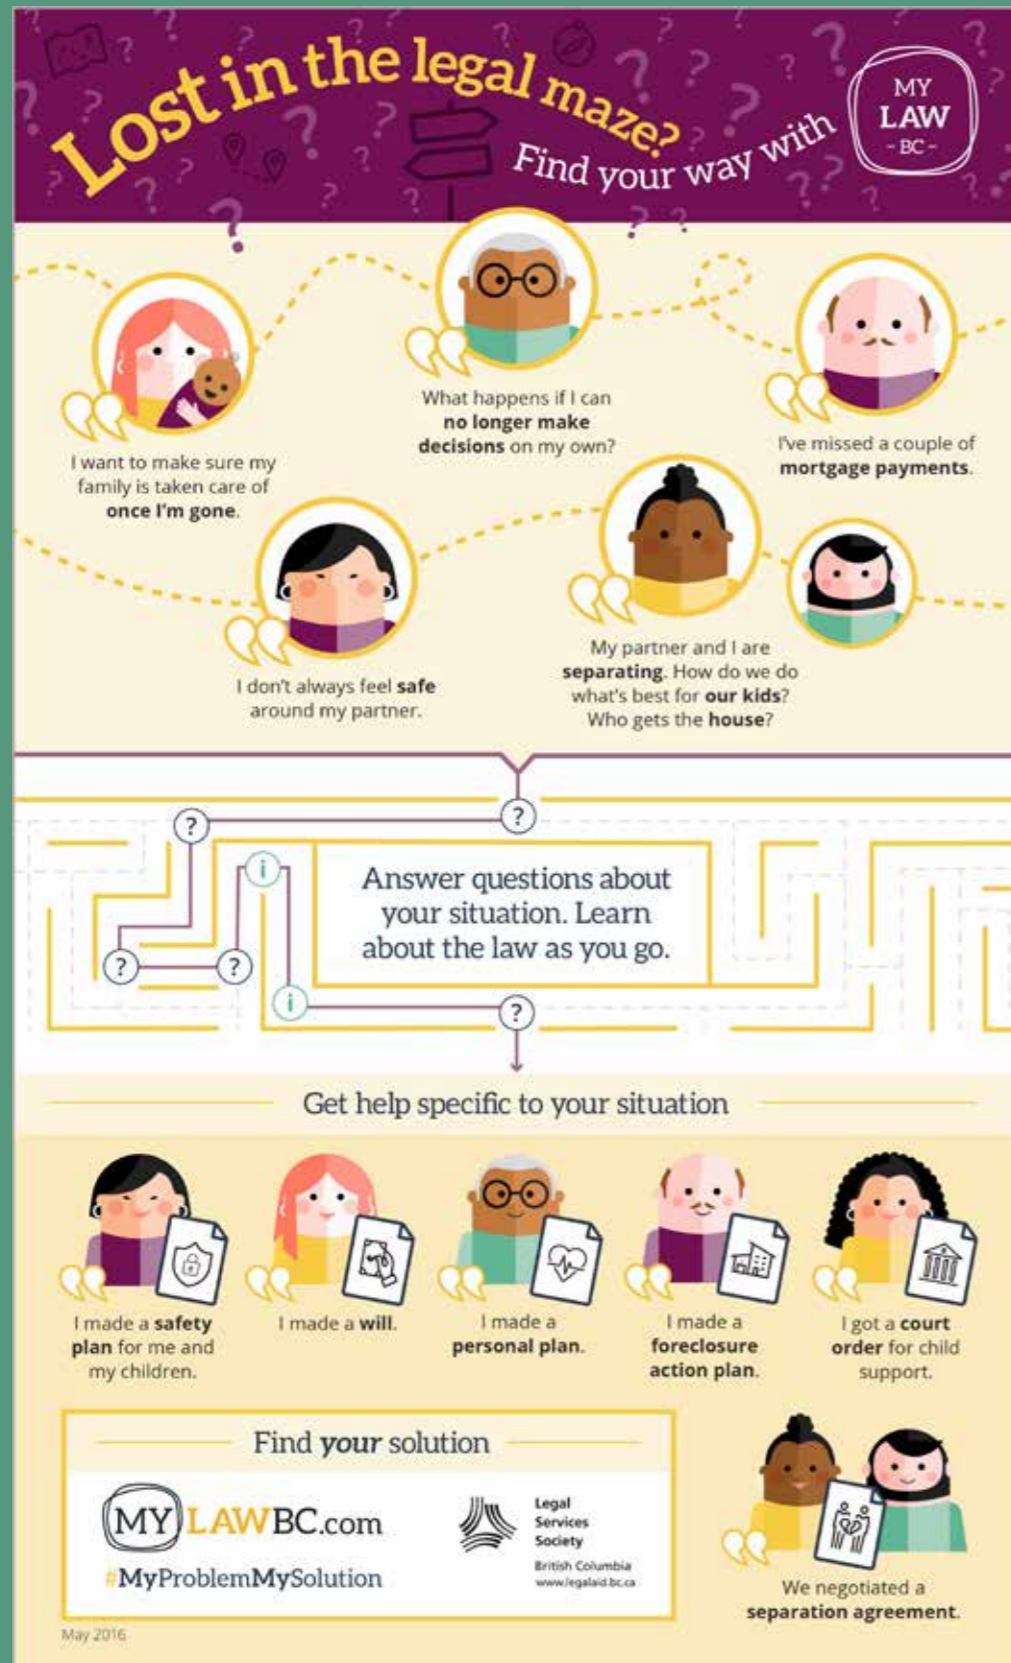 Lost in the legal maze?
Find your way with
MY
LAW
- BC -
What happens if I can
no longer make
decisions on my own?
I've missed a couple of
mortgage payments.
I want to make sure my
family is taken care of
once I'm gone.
My partner and I are
separating. How do we do
what's best for our kids?
Who gets the house?
I don't always feel safe
around my partner.
?
?
i
Answer questions about
your situation. Learn
about the law as you go.
?
?
i
?
Get help specific to your situation
I made a safety
plan for me and
my children.
I made a will.
I made a
personal plan.
I made a
foreclosure
action plan.
I got a court
order for child
support.
Find your solution
MY LAWBC.com
#MyProblemMySolution
Legal
Services
Society
British Columbia
www.legalaid.bc.ca
We negotiated a
separation agreement.
May 2016